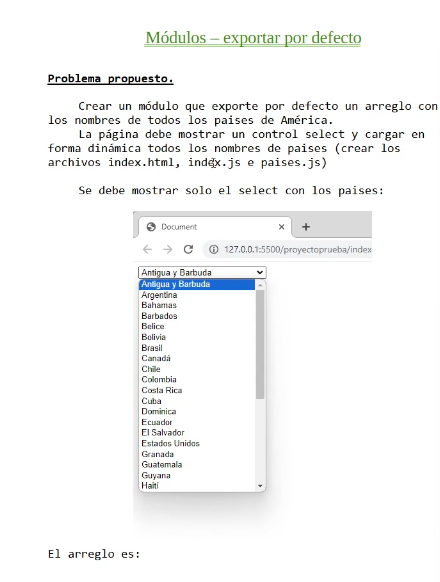 Módulos – exportar por defecto
Problema propuesto.
Crear un módulo que exporte por defecto un arreglo con
los nombres de todos los paises de América.
La página debe mostrar un control select y cargar en
forma dinámica todos los nombres de paises (crear los
archivos index.html, index.js e paises.js)
Se debe mostrar solo el select con los paises:
Document
127.0.0.1:5500/proyectoprueba/index
Antigua y Barbuda
Antigua y Barbuda
Argentina
Bahamas
Barbados
Belice
Bolivia
Brasil
Canadá
Chile
Colombia
Costa Rica
Cuba
Dominica
Ecuador
El Salvador
Estados Unidos
Granada
Guatemala
Guyana
Haití
El arreglo es: